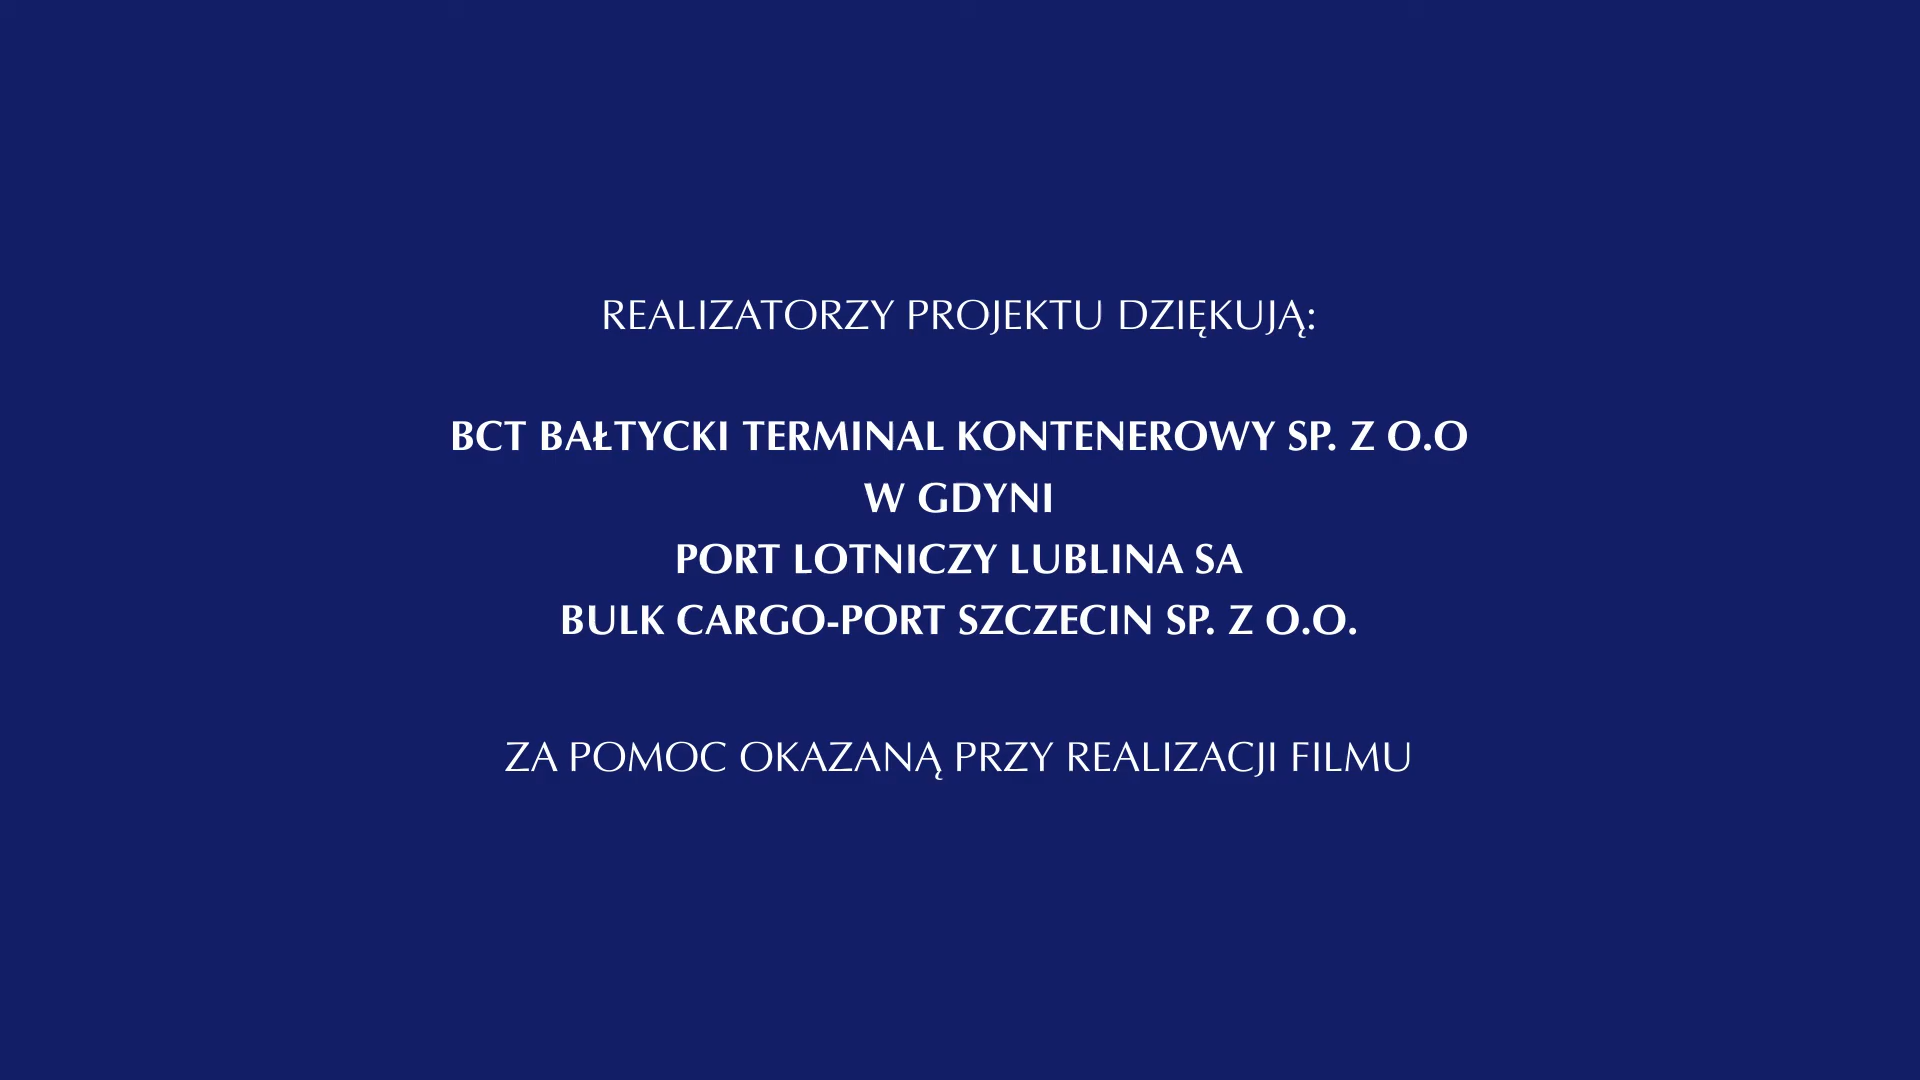 REALIZATORZY PROJEKTU DZIĘKUJĄ:
BCT BAŁTYCKI TERMINAL KONTENEROWY SP. Z O.O
W GDYNI
PORT LOTNICZY LUBLINA SA
BULK CARGO-PORT SZCZECIN SP. Z O.O.
ZA POMOC OKAZANĄ PRZY REALIZACJI FILMU